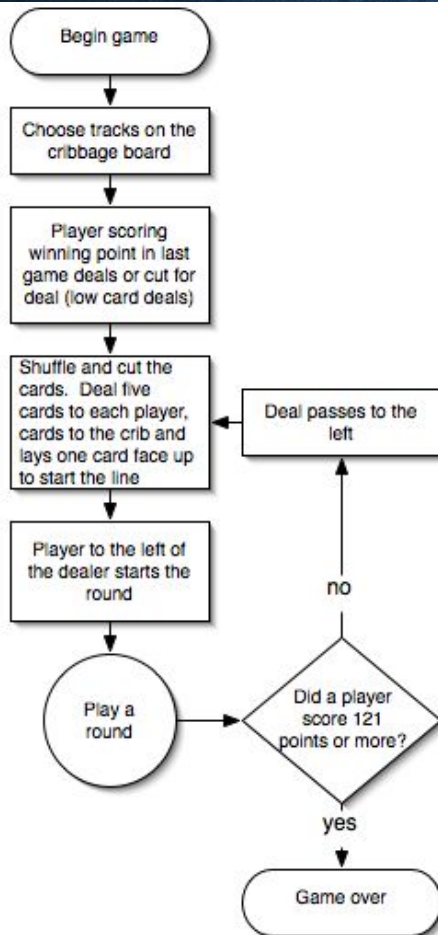 Begin game
Choose tracks on the
cribbage board
Player scoring
winning point in last
game deals or cut for
deal (low card deals)
Shuffle and cut the
cards. Deal five
cards to each player,
cards to the crib and
lays one card face up
to start the line
Deal passes to the
left
Player to the left of
the dealer starts the
round
no
Play a
round
Did a player
score 121
points or more?
yes
Game over